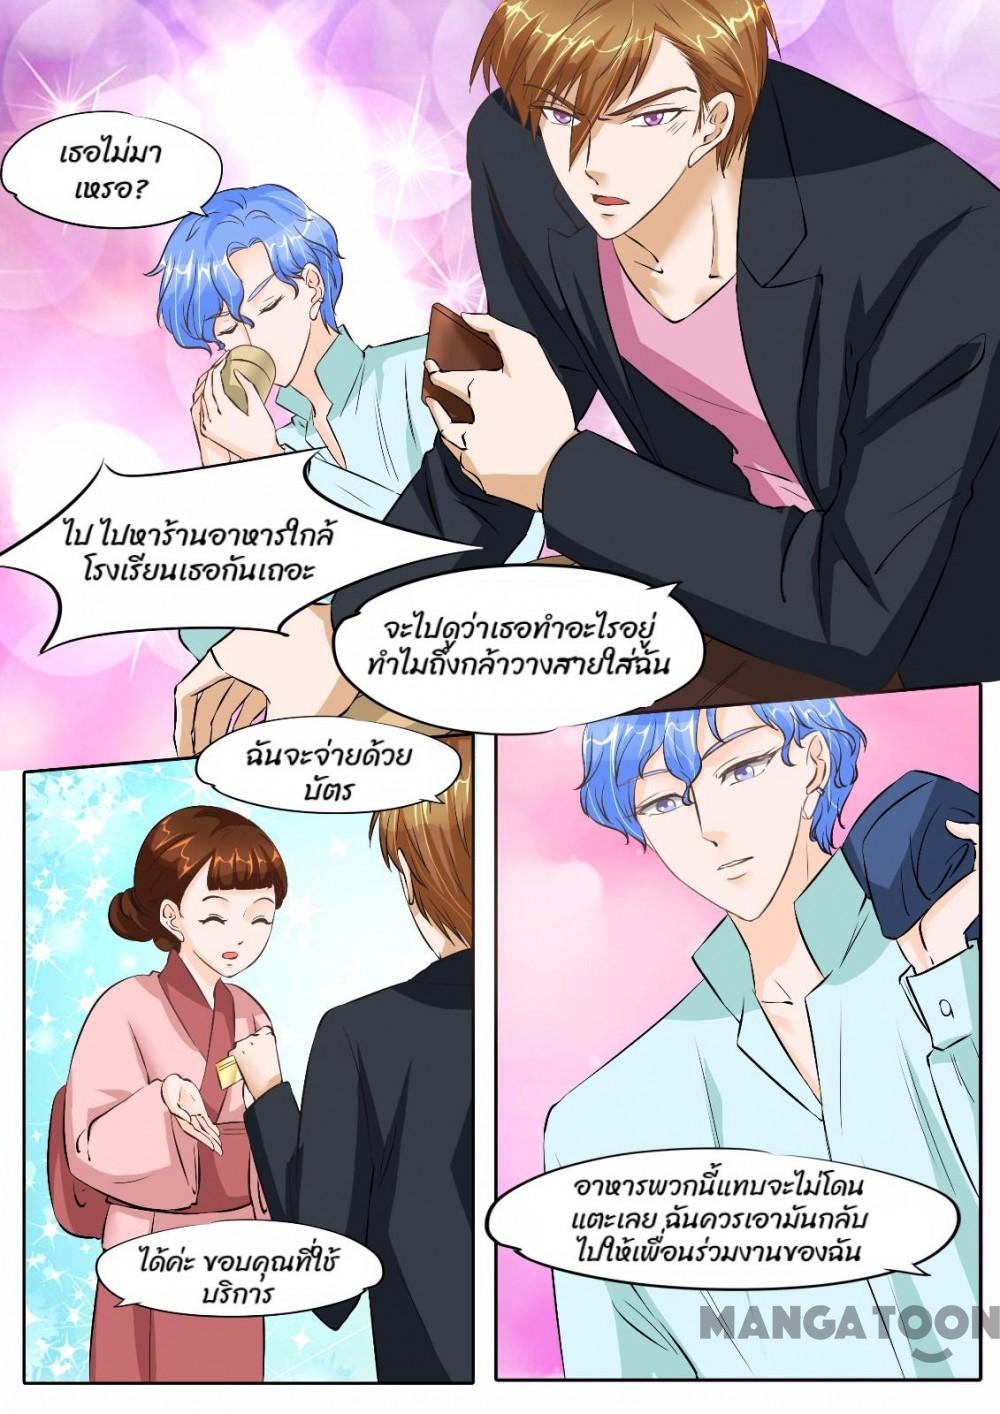 เธอไม่มา
เหรอ?
ไป ไปหาร้านอาหารใกล้
โรงเรียนเธอกันเถอะ
จะไปดูว่าเธอทำอะไรอยู่
ทำไมถึงกล้าวางสายใส่ฉัน
ฉันจะจ่ายด้วย
บัตร
ได้ค่ะ ขอบคุณที่ใช้
บริการ
อาหารพวกนี้แทบจะไม่โดน
แตะเลย ฉันควรเอามันกลับ
ไปให้เพื่อนร่วมงานของฉัน
MANGATOON